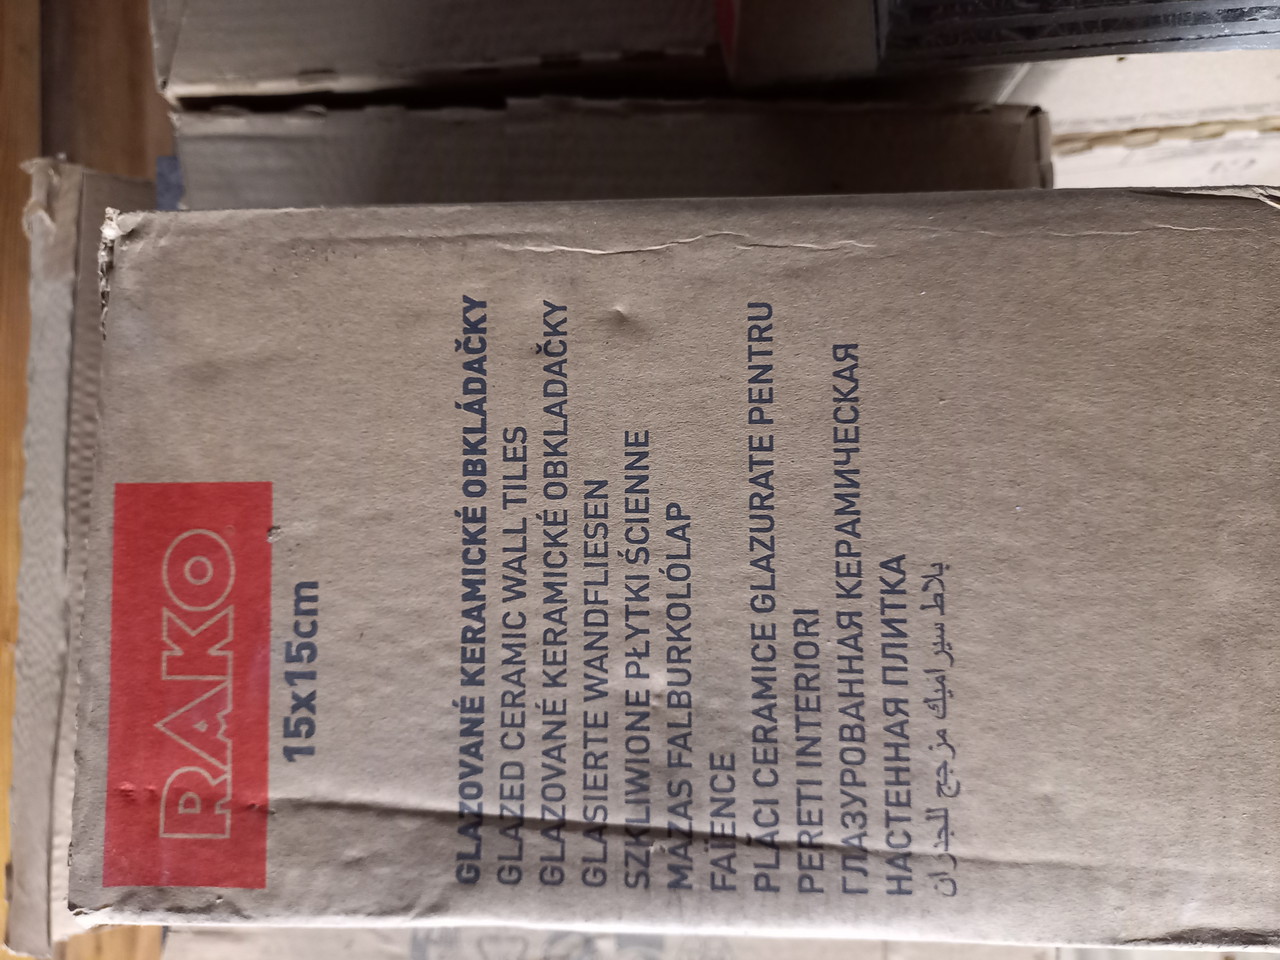 RAKO
15x15cm
GLAZOVANÉ KERAMICKÉ OBKLÁDAČKY
GLAZED CERAMIC WALL TILES
GLAZOVANÉ KERAMICKÉ OBKLADAČKY
GLASIERTE WANDFLIESEN
SZKLIWIONE PŁYTKI ŚCIENNE
MÁZAS FALBURKOLÓLAP
FAÏENCE
PLĂCI CERAMICE GLAZURATE PENTRU
PERETI INTERIORI
ГЛАЗУРОВАННАЯ КЕРАМИЧЕСКАЯ
НАСТЕННАЯ ПЛИТКА
بلاط سيراميك مزجج للجدران